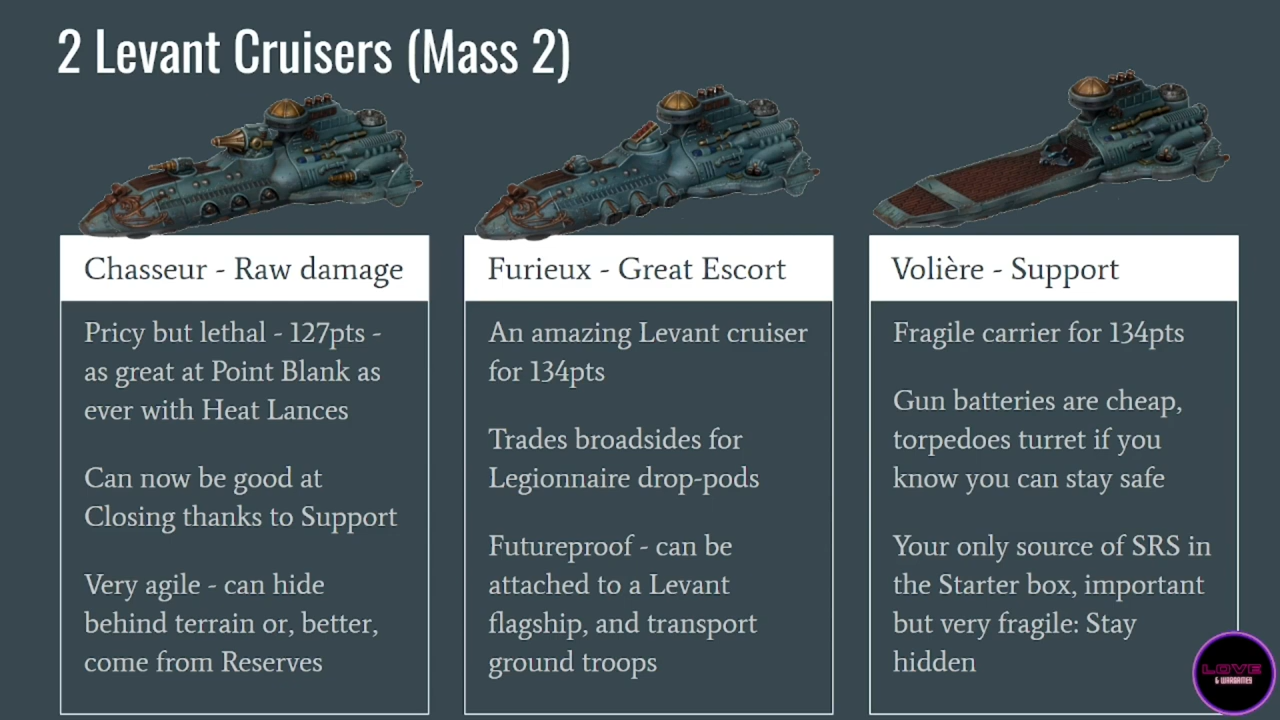 2 Levant Cruisers (Mass 2)
Chasseur - Raw damage
Pricy but lethal - 127pts -
as great at Point Blank as
ever with Heat Lances
Can now be good at
Closing thanks to Support
Very agile - can hide
behind terrain or, better,
come from Reserves
Furieux - Great Escort
An amazing Levant cruiser
for 134pts
Trades broadsides for
Legionnaire drop-pods
Futureproof - can be
attached to a Levant
flagship, and transport
ground troops
Volière - Support
Fragile carrier for 134pts
Gun batteries are cheap,
torpedoes turret if you
know you can stay safe
Your only source of SRS in
the Starter box, important
but very fragile: Stay
hidden
LOVE
& WARGAMES